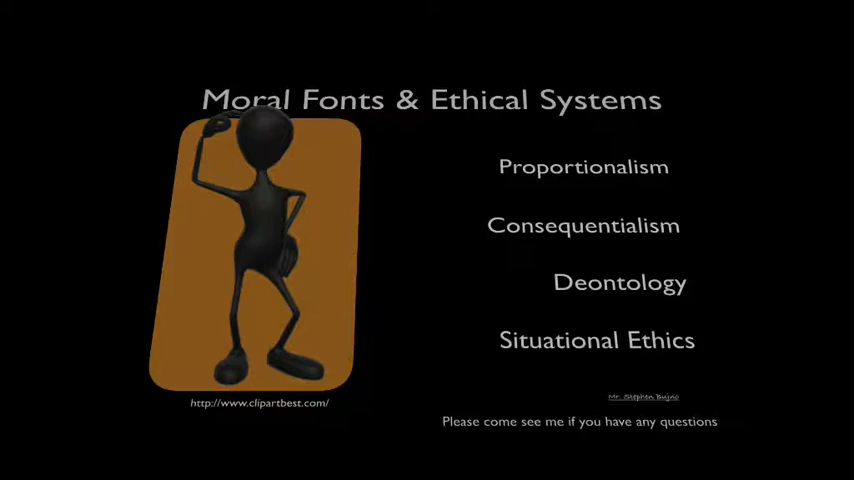 Moral Fonts & Ethical Systems
Proportionalism
Consequentialism
Deontology
Situational Ethics
Mr. Stephen Bujno
http://www.clipartbest.com/
Please come see me if you have any questions